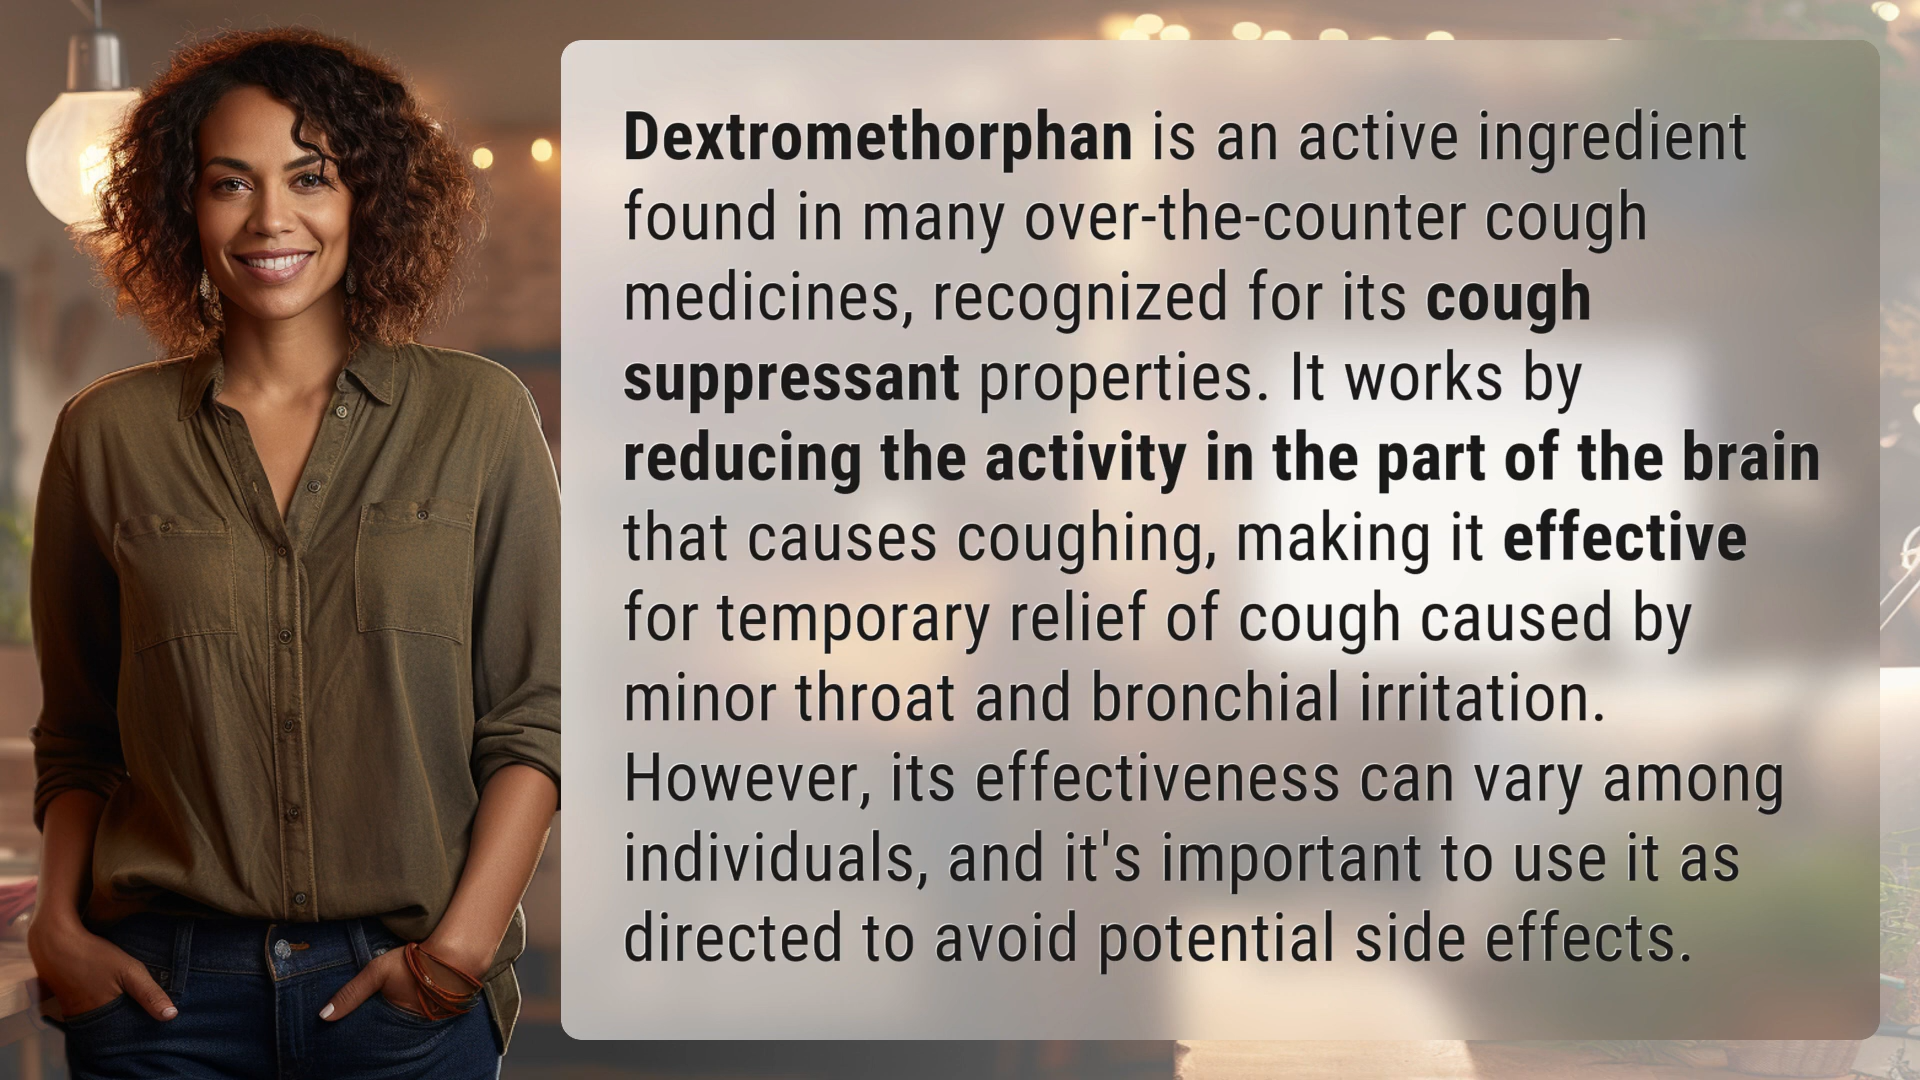 Dextromethorphan is an active ingredient
found in many over-the-counter cough
medicines, recognized for its cough
suppressant properties. It works by
reducing the activity in the part of the brain
that causes coughing, making it effective
for temporary relief of cough caused by
minor throat and bronchial irritation.
However, its effectiveness can vary among
individuals, and it's important to use it as
directed to avoid potential side effects.